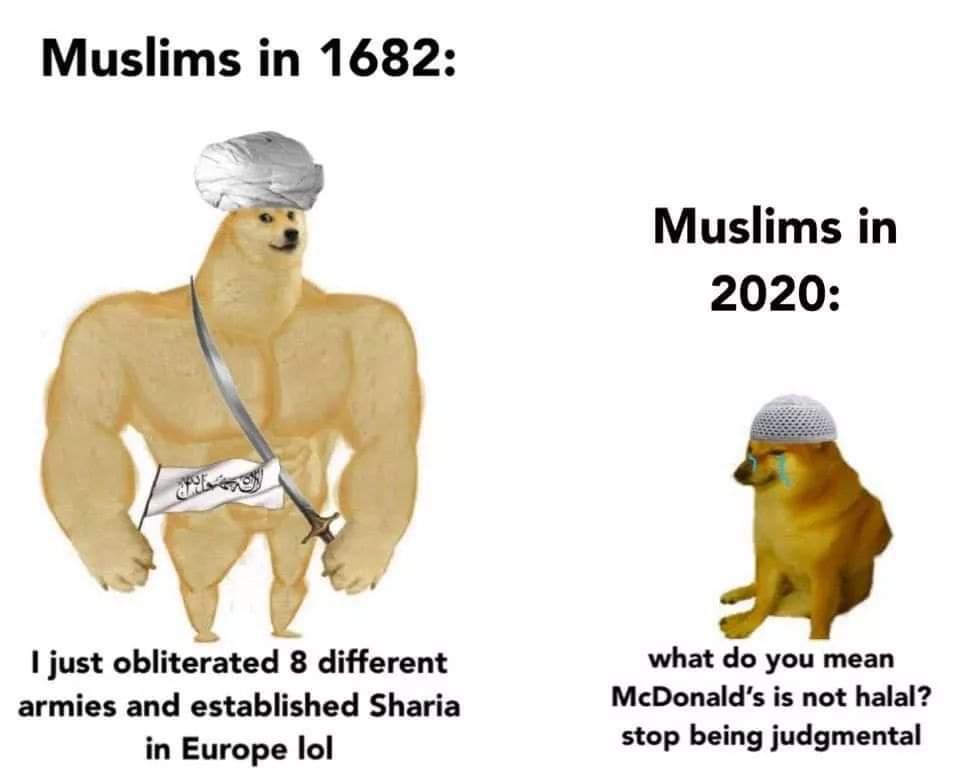 Muslims in 1682:
I just obliterated 8 different
armies and established Sharia
in Europe lol
Muslims in
2020:
what do you mean
McDonald's is not halal?
stop being judgmental